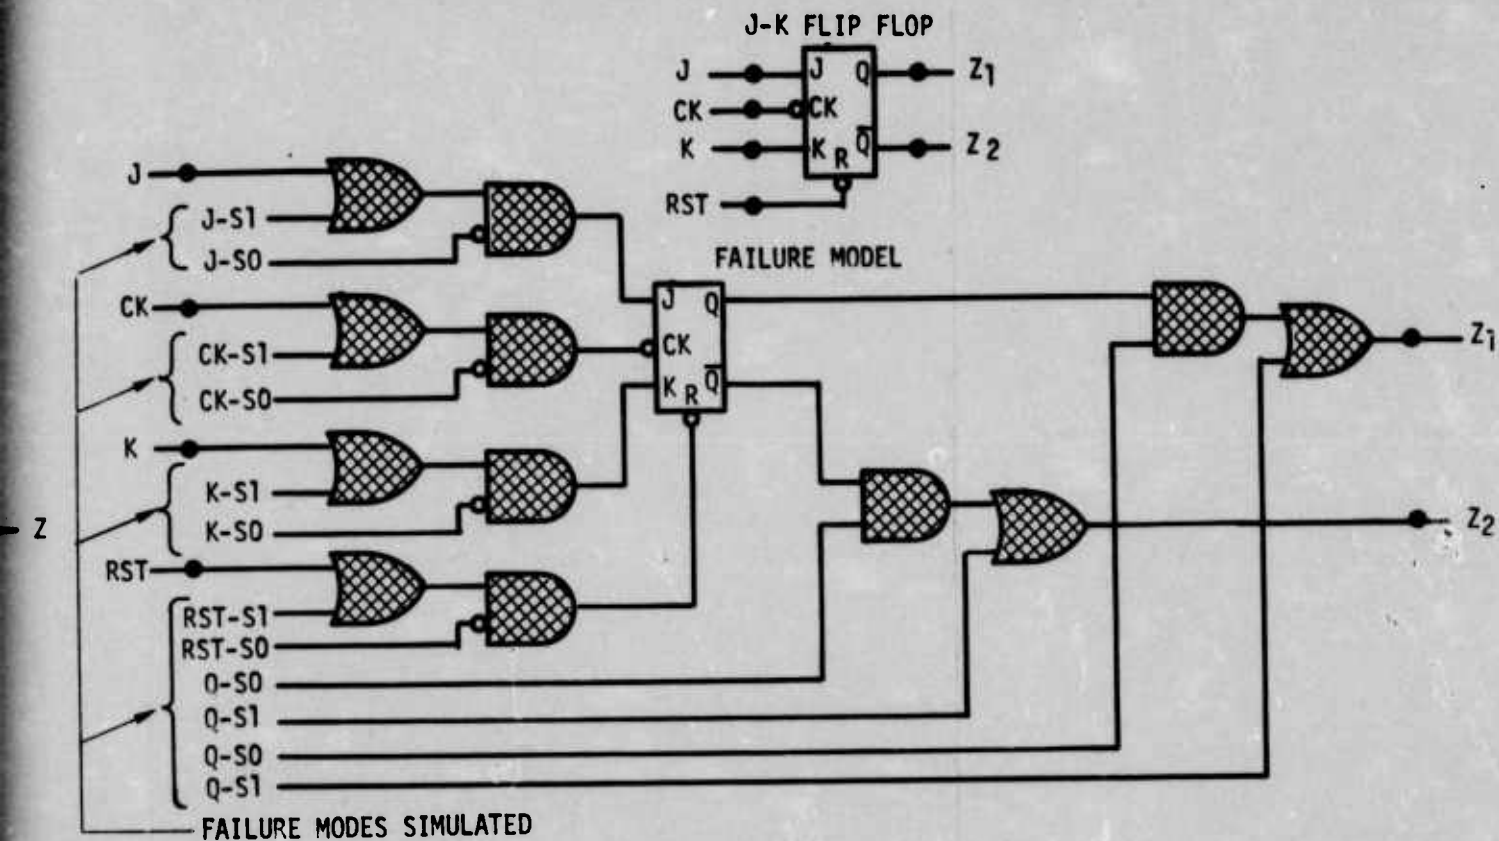 J-K FLIP FLOP
J
J
Q
Z1
CK
CK
K
K
R
Q̅
Z2
RST
FAILURE MODEL
J
J-S1
J-S0
CK
CK-S1
CK-S0
K
K-S1
K-S0
RST
RST-S1
RST-S0
O-S0
Q-S1
Q-S0
Q-S1
J
Q
CK
K
R
Q̅
Z1
Z2
Z
FAILURE MODES SIMULATED